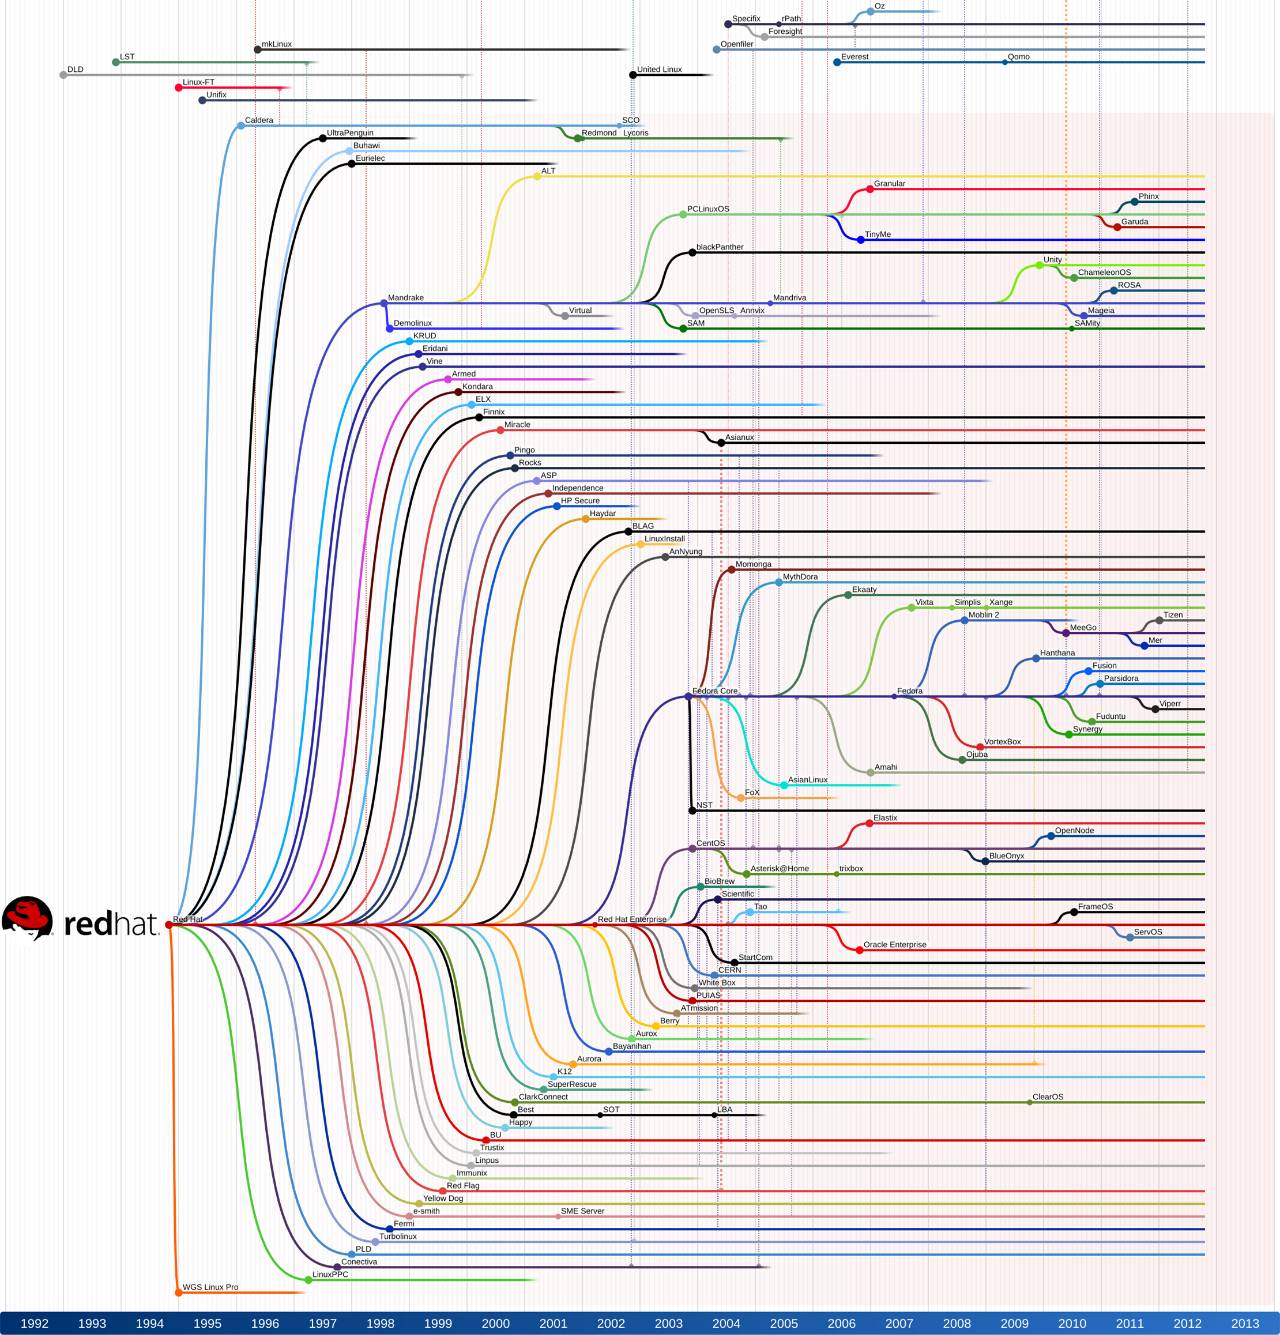 Oz
Specifix rPath
Foresight
mkLinux
Openfiler
LST
Everest Qomo
DLD
United Linux
Linux-FT
Unifix
Caldera SCO
UltraPenguin
Redmond Lycoris
Buhawi
Eurielec
ALT
Granular
Phinx
PCLinuxOS
Garuda
TinyMe
blackPanther
Unity
ChameleonOS
ROSA
Mandrake Mandriva
Virtual
OpenSLS Annvix
Mageia
Demolinux
SAM SAMity
KRUD
Eridani
Vine
Armed
Kondara
ELX
Finnix
Miracle
Asianux
Pingo
Rocks
ASP
Independence
HP Secure
Haydar
BLAG
LinuxInstall
AnNyung
Momonga
MythDora
Ekaaty
Vixta Simplis Xange
Moblin 2
Tizen
MeeGo
Mer
Hanthana
Fusion
Parsidora
Fedora Core Fedora
Viperr
Fuduntu
Synergy
VortexBox
Ojuba
Amahi
AsianLinux
FoX
NST
Elastix
OpenNode
CentOS
BlueOnyx
Asterisk@Home trixbox
BioBrew
Scientific
Tao
FrameOS
redhat.
Red Hat Red Hat Enterprise
ServOS
Oracle Enterprise
StartCom
CERN
White Box
PUIAS
ATmission
Berry
Aurox
Bayanihan
Aurora
K12
SuperRescue
ClarkConnect ClearOS
Best SOT LBA
Happy
BU
Trustix
Linpus
Immunix
Red Flag
Yellow Dog
e-smith SME Server
Fermi
Turbolinux
PLD
Conectiva
LinuxPPC
WGS Linux Pro
1992 1993 1994 1995 1996 1997 1998 1999 2000 2001 2002 2003 2004 2005 2006 2007 2008 2009 2010 2011 2012 2013